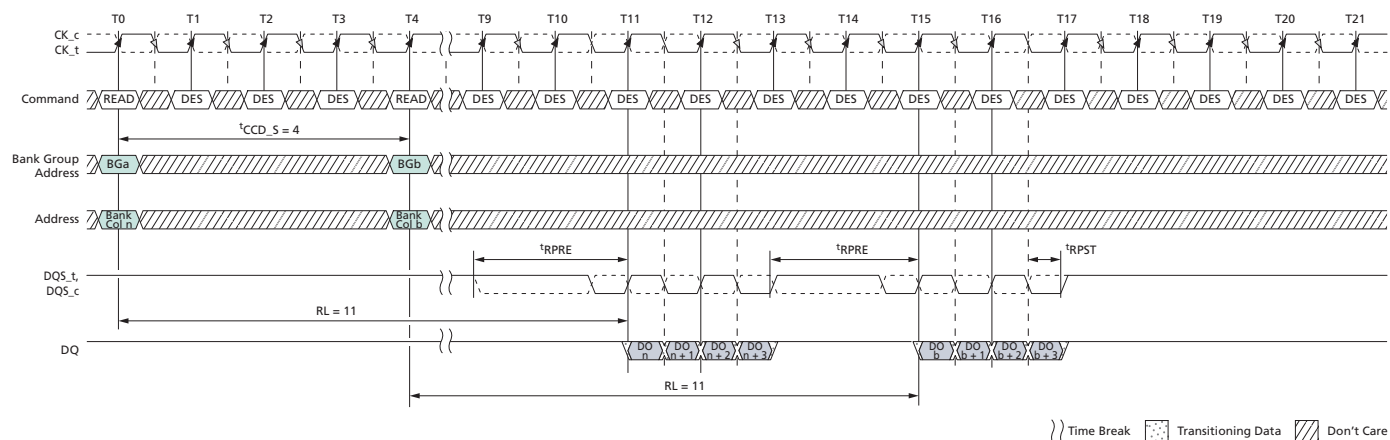 T0 T1 T2 T3 T4 T9 T10 T11 T12 T13 T14 T15 T16 T17 T18 T19 T20 T21
CK_c
CK_t
Command READ DES DES DES READ DES DES DES DES DES DES DES DES DES DES DES DES DES
tCCD_S = 4
Bank Group
Address
BGa BGb
Address
Bank
Col n
Bank
Col b
tRPRE tRPRE tRPST
DQS_t,
DQS_c
RL = 11
DQ
DO
n
DO
n + 1
DO
n + 2
DO
n + 3
DO
b
DO
b + 1
DO
b + 2
DO
b + 3
RL = 11
Time Break Transitioning Data Don't Care